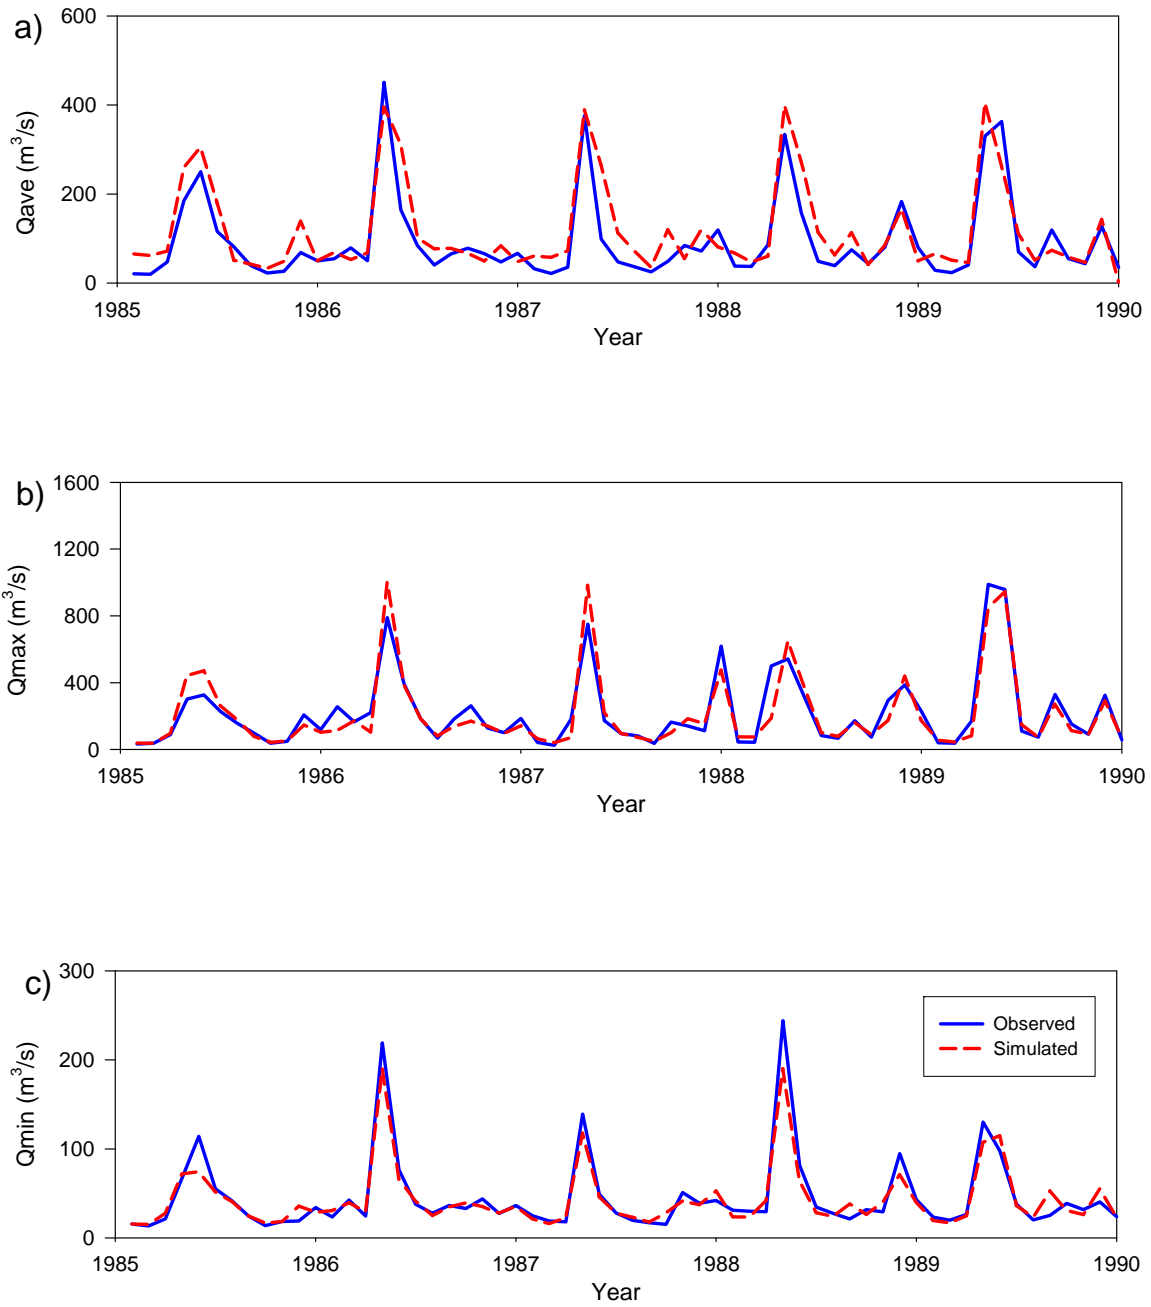 a)
600
400
200
0
Qave (m³/s)
1985 1986 1987 1988 1989 1990
Year
b)
1600
1200
800
400
0
Qmax (m³/s)
1985 1986 1987 1988 1989 1990
Year
c)
300
200
100
0
Qmin (m³/s)
Observed
Simulated
1985 1986 1987 1988 1989 1990
Year